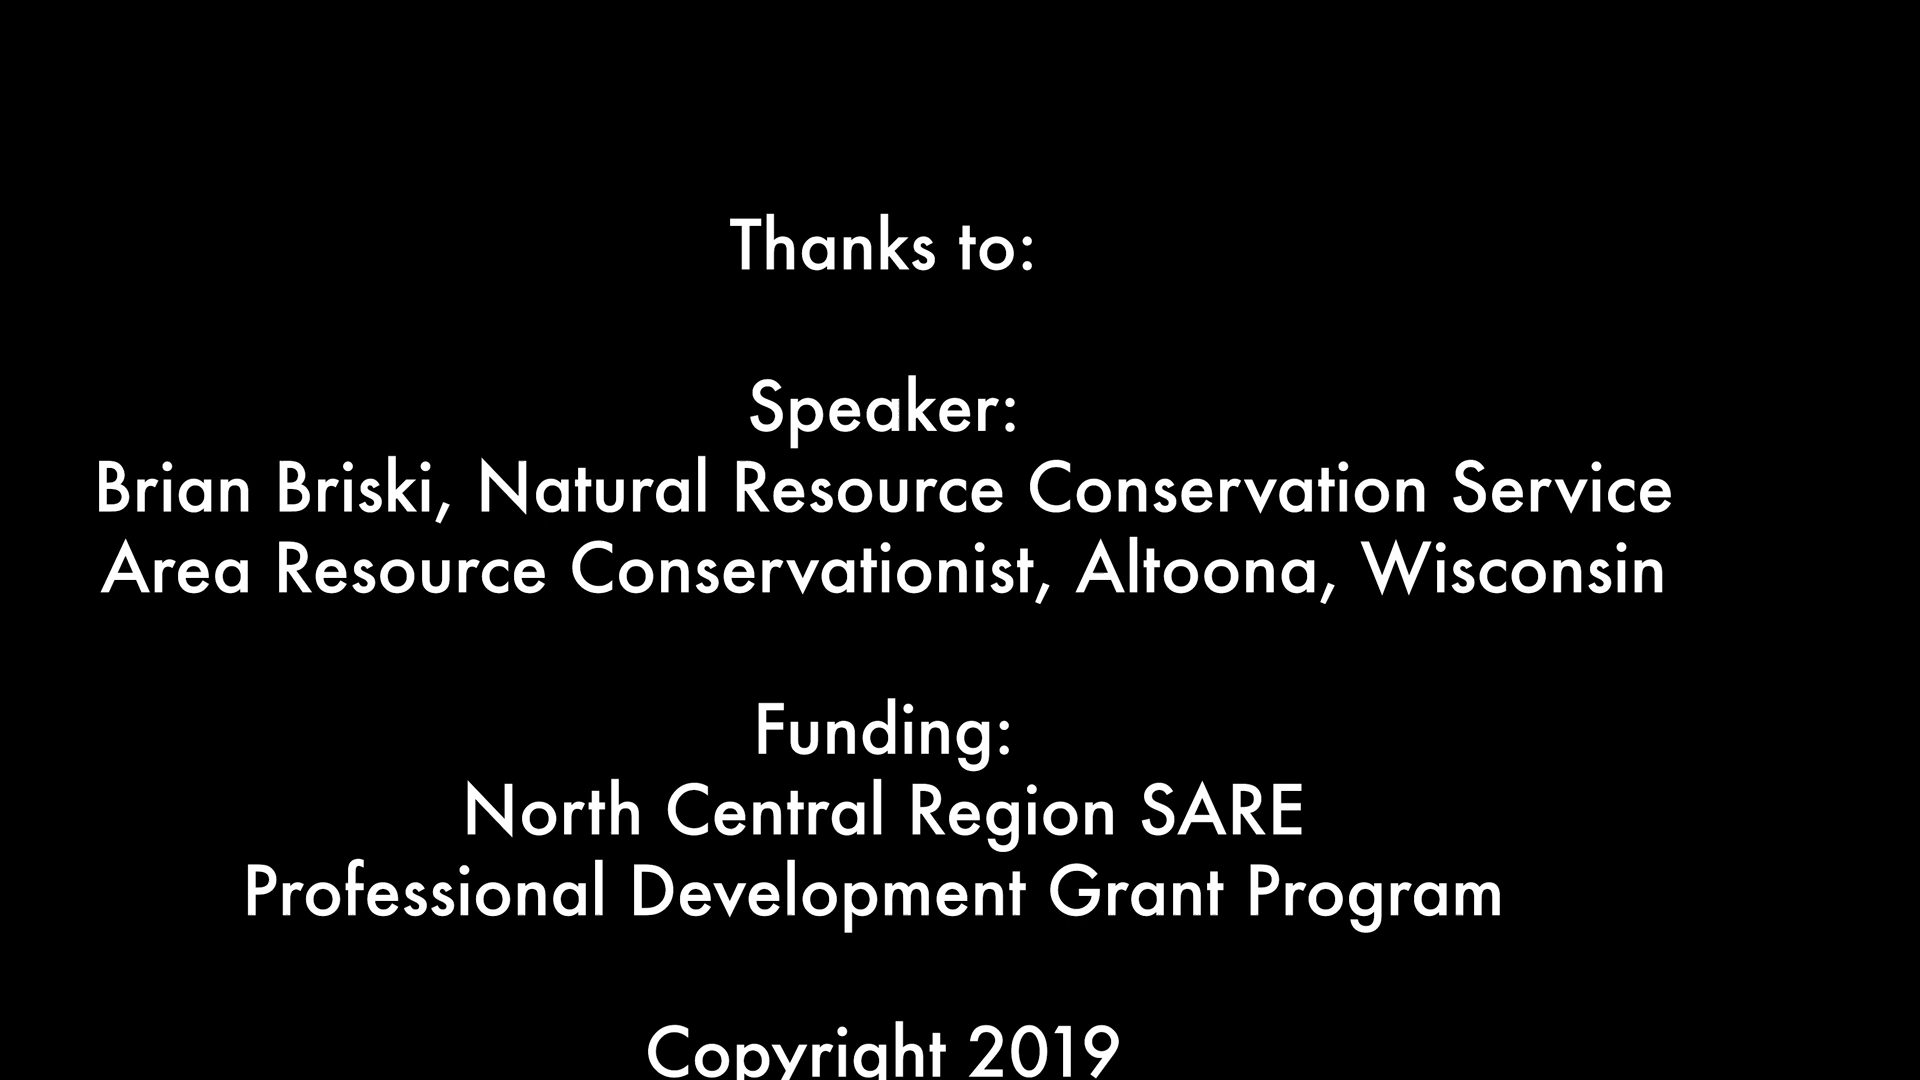 Thanks to:
Speaker:
Brian Briski, Natural Resource Conservation Service
Area Resource Conservationist, Altoona, Wisconsin
Funding:
North Central Region SARE
Professional Development Grant Program
Copyright 2019